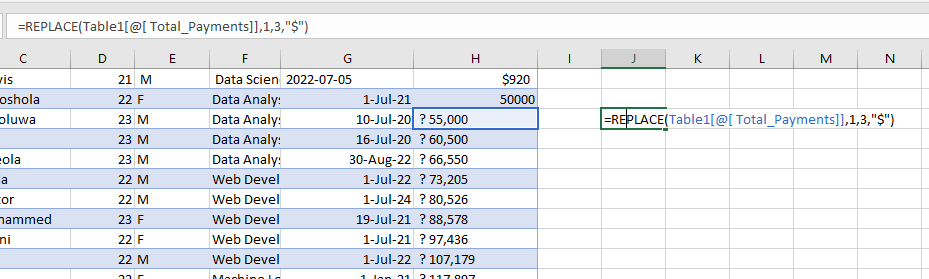 =REPLACE(Table1[@[ Total_Payments]],1,3,"$")
C D E F G H I J K L M N
vis 21 M Data Scien 2022-07-05 $920
oshola 22 F Data Analy 1-Jul-21 50000
oluwa 23 M Data Analy 10-Jul-20 ? 55,000 =REPLACE(Table1[@[ Total_Payments]],1,3,"$")
23 M Data Analy 16-Jul-20 ? 60,500
eola 23 M Data Analy 30-Aug-22 ? 66,550
la 22 M Web Devel 1-Jul-22 ? 73,205
tor 22 M Web Devel 1-Jul-24 ? 80,526
hammed 23 F Web Devel 19-Jul-21 ? 88,578
ni 22 F Web Devel 1-Jul-21 ? 97,436
22 M Web Devel 1-Jul-22 ? 107,179
22 F Machine L 1-Jan-21 ? 117,897